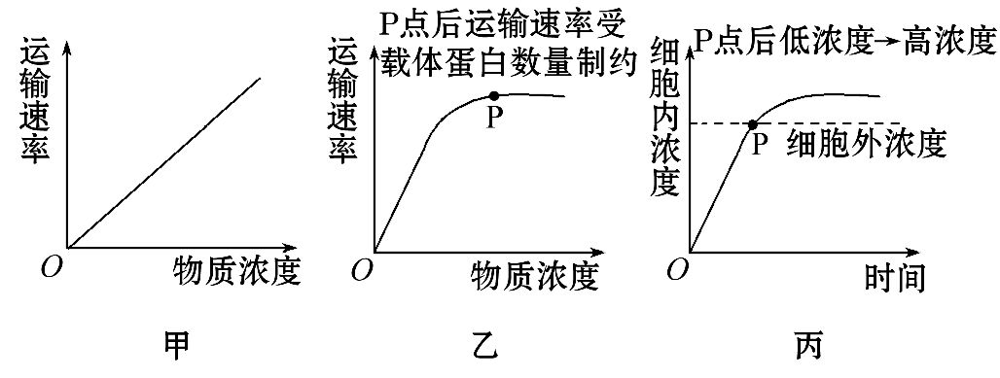 运输速率
O
物质浓度
甲
P点后运输速率受
载体蛋白数量制约
运输速率
P
O
物质浓度
乙
P点后低浓度→高浓度
细胞内浓度
P 细胞外浓度
O
时间
丙